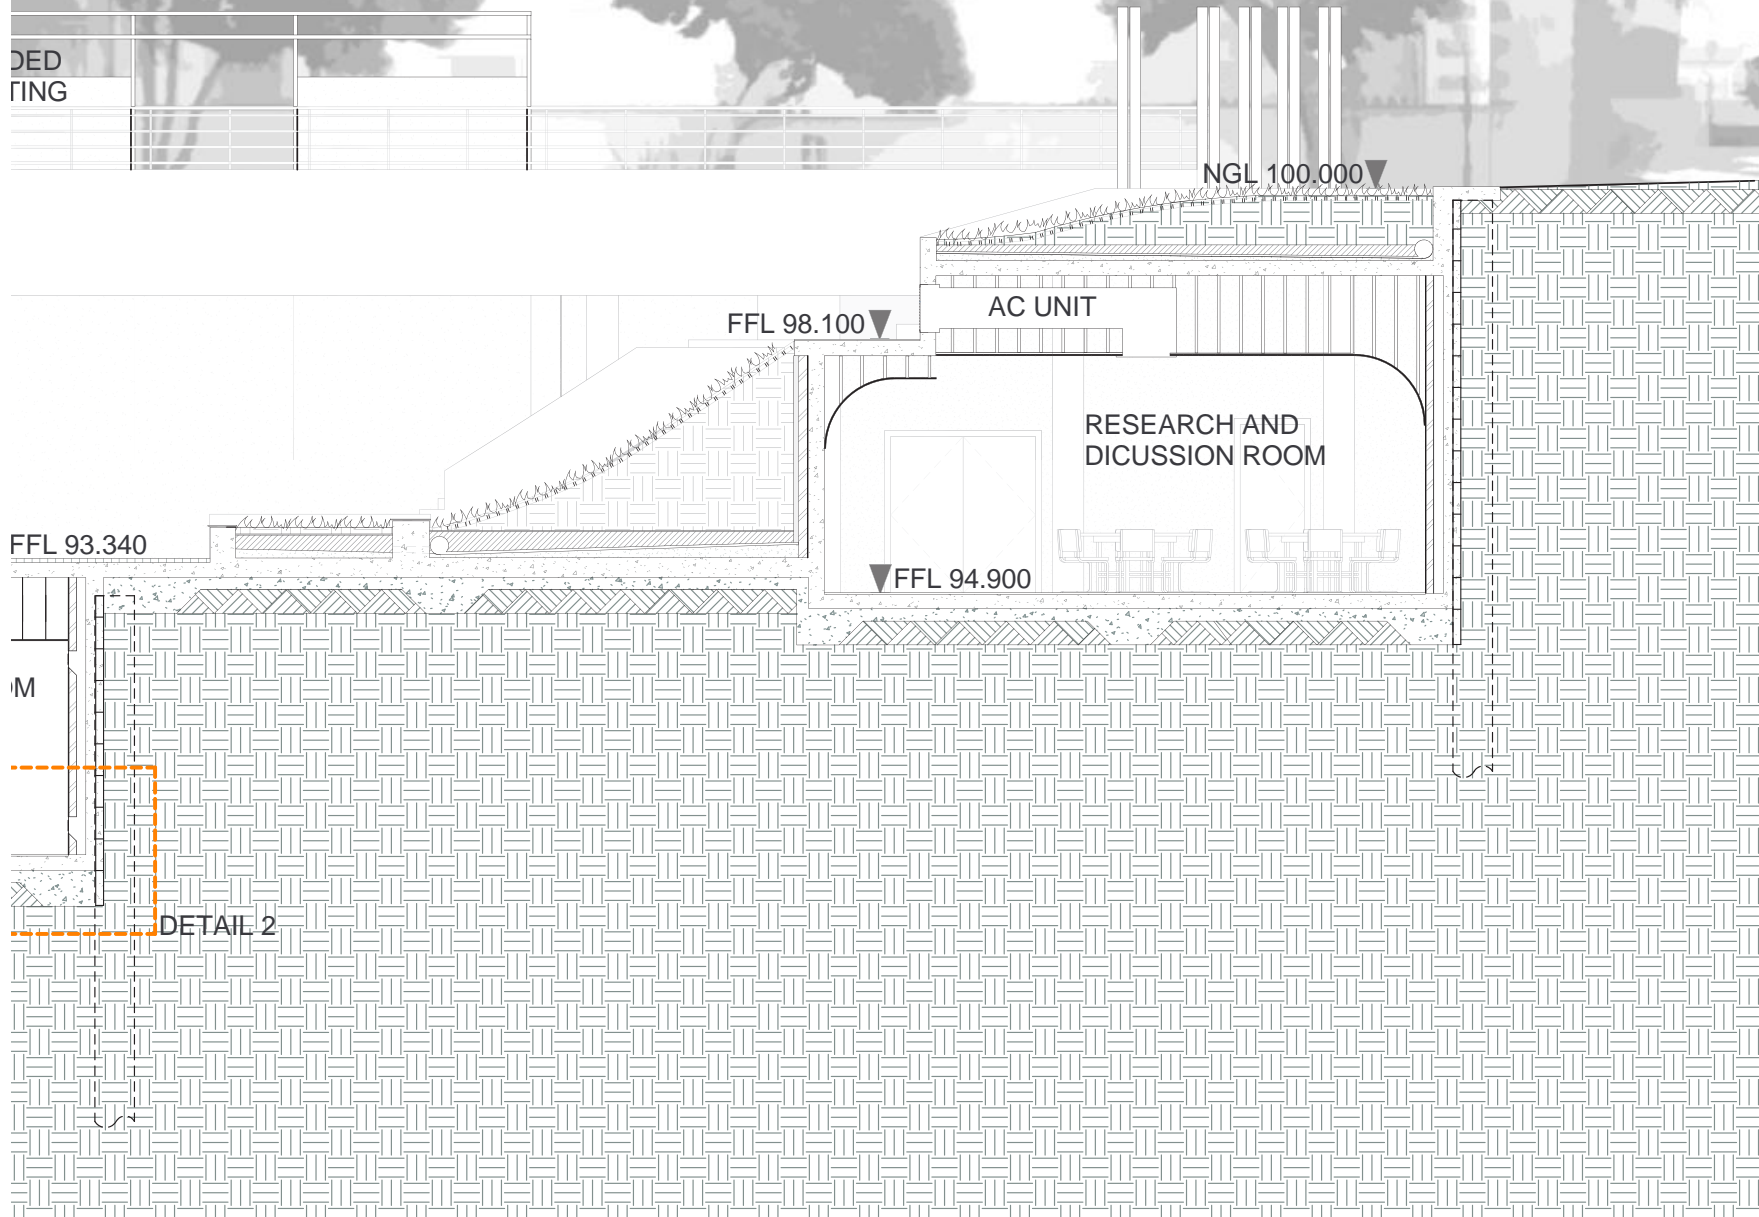 DED
TING
NGL 100.000
AC UNIT
FFL 98.100
RESEARCH AND
DICUSSION ROOM
FFL 93.340
FFL 94.900
OM
DETAIL 2